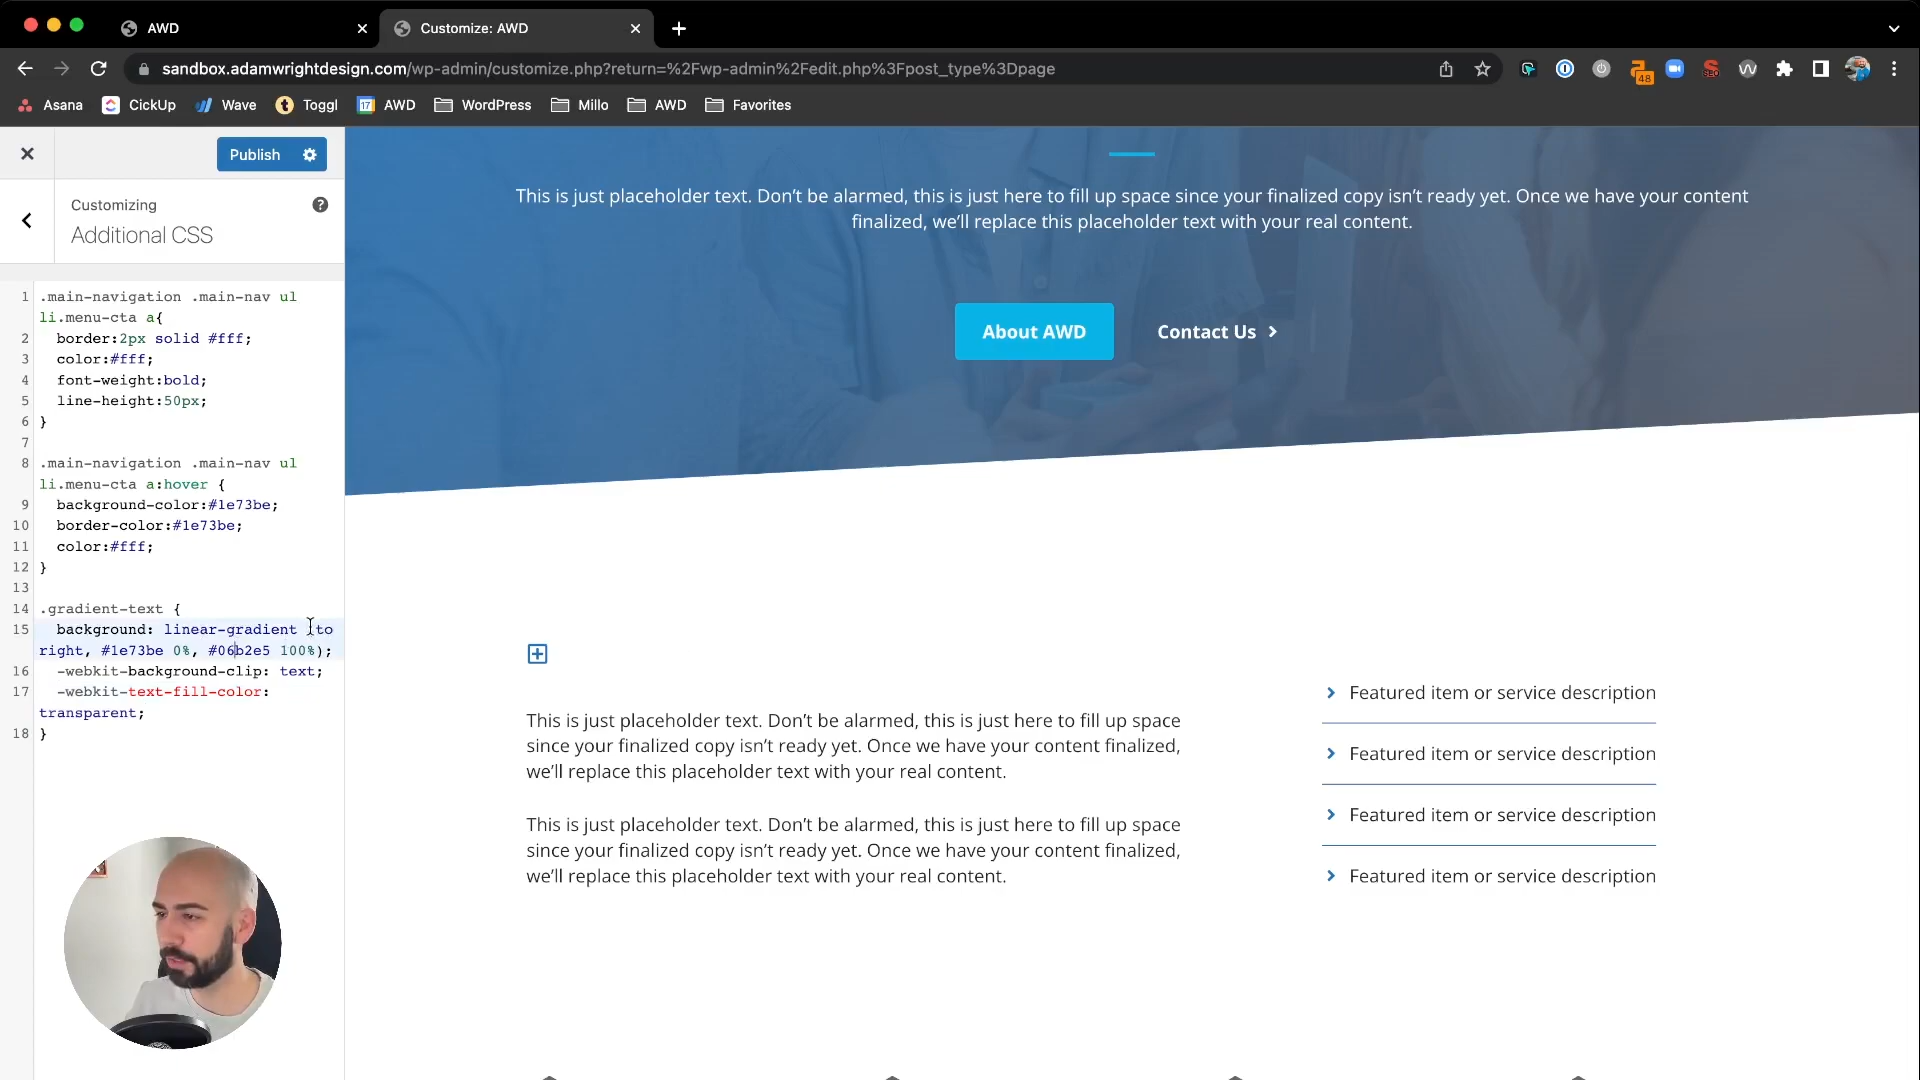 AWD
Customize: AWD
sandbox.adamwrightdesign.com/wp-admin/customize.php?return=%2Fwp-admin%2Fedit.php%3Fpost_type%3Dpage
48
Asana
ClickUp
Wave
Toggl
17
AWD
WordPress
Millo
AWD
Favorites
Publish
Customizing
Additional CSS
1 .main-navigation .main-nav ul
li.menu-cta a{
2 border:2px solid #fff;
3 color:#fff;
4 font-weight:bold;
5 line-height:50px;
6 }
7
8 .main-navigation .main-nav ul
li.menu-cta a:hover {
9 background-color:#1e73be;
10 border-color:#1e73be;
11 color:#fff;
12 }
13
14 .gradient-text {
15 background: linear-gradient (to
right, #1e73be 0%, #06b2e5 100%);
16 -webkit-background-clip: text;
17 -webkit-text-fill-color:
transparent;
18 }
This is just placeholder text. Don’t be alarmed, this is just here to fill up space since your finalized copy isn’t ready yet. Once we have your content
finalized, we’ll replace this placeholder text with your real content.
About AWD
Contact Us
This is just placeholder text. Don’t be alarmed, this is just here to fill up space
since your finalized copy isn’t ready yet. Once we have your content finalized,
we’ll replace this placeholder text with your real content.
This is just placeholder text. Don’t be alarmed, this is just here to fill up space
since your finalized copy isn’t ready yet. Once we have your content finalized,
we’ll replace this placeholder text with your real content.
Featured item or service description
Featured item or service description
Featured item or service description
Featured item or service description